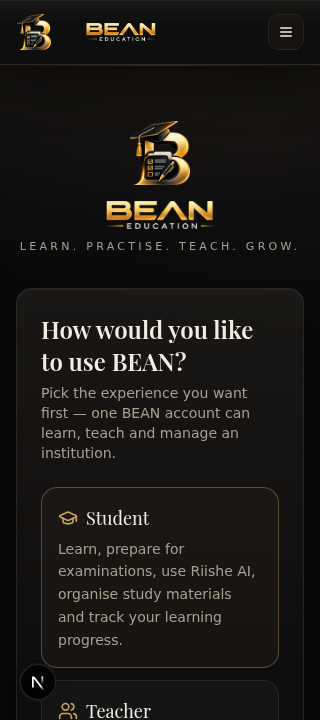 BEAN
EDUCATION
BEAN
EDUCATION
LEARN. PRACTISE. TEACH. GROW.
How would you like
to use BEAN?
Pick the experience you want
first — one BEAN account can
learn, teach and manage an
institution.
Student
Learn, prepare for
examinations, use Riishe AI,
organise study materials
and track your learning
progress.
N
Teacher